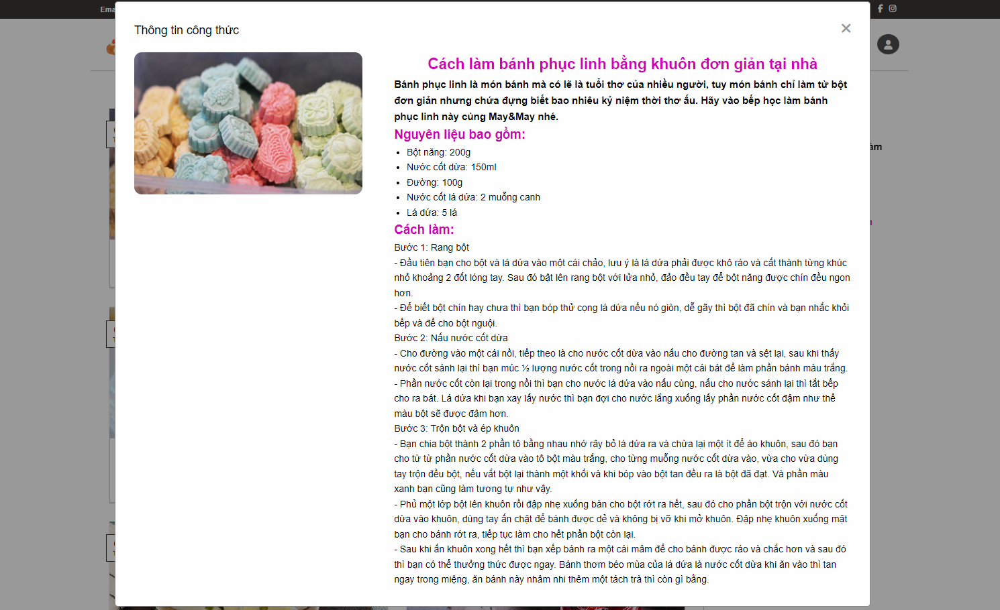 Ema
Thông tin công thức
Cách làm bánh phục linh bằng khuôn đơn giản tại nhà
Bánh phục linh là món bánh mà có lẽ là tuổi thơ của nhiều người, tuy món bánh chỉ làm từ bột
đơn giản nhưng chứa đựng biết bao nhiêu kỷ niệm thời thơ ấu. Hãy vào bếp học làm bánh
phục linh này cùng May&May nhé.
Nguyên liệu bao gồm:
Bột năng: 200g
àm
Nước cốt dừa: 150ml
Đường: 100g
Nước cốt lá dứa: 2 muỗng canh
Lá dứa: 5 lá
Cách làm:
Bước 1: Rang bột
- Đầu tiên bạn cho bột và lá dứa vào một cái chảo, lưu ý là lá dứa phải được khô ráo và cắt thành từng khúc
nhỏ khoảng 2 đốt lóng tay. Sau đó bật lên rang bột với lửa nhỏ, đảo đều tay để bột năng được chín đều ngon
hơn.
- Để biết bột chín hay chưa thì bạn bóp thử cọng lá dứa nếu nó giòn, dễ gãy thì bột đã chín và bạn nhắc khỏi
bếp và để cho bột nguội.
Bước 2: Nấu nước cốt dừa
- Cho đường vào một cái nồi, tiếp theo là cho nước cốt dừa vào nấu cho đường tan và sệt lại, sau khi thấy
nước cốt sánh lại thì bạn múc ½ lượng nước cốt trong nồi ra ngoài một cái bát để làm phần bánh màu trắng.
- Phần nước cốt còn lại trong nồi thì bạn cho nước lá dứa vào nấu cùng, nấu cho nước sánh lại thì tắt bếp
cho ra bát. Lá dứa khi bạn xay lấy nước thì bạn đợi cho nước lắng xuống lấy phần nước cốt đậm như thế
màu bột sẽ được đậm hơn.
Bước 3: Trộn bột và ép khuôn
- Bạn chia bột thành 2 phần tô bằng nhau nhớ rây bỏ lá dứa ra và chừa lại một ít để áo khuôn, sau đó bạn
cho từ từ phần nước cốt dừa vào tô bột màu trắng, cho từng muỗng nước cốt dừa vào, vừa cho vừa dùng
tay trộn đều bột, nếu vắt bột lại thành một khối và khi bóp vào bột tan đều ra là bột đã đạt. Và phần màu
xanh bạn cũng làm tương tự như vậy.
- Phủ một lớp bột lên khuôn rồi đập nhẹ xuống bàn cho bột rớt ra hết, sau đó cho phần bột trộn với nước cốt
dừa vào khuôn, dùng tay ấn chặt để bánh được dẻ và không bị vỡ khi mở khuôn. Đập nhẹ khuôn xuống mặt
bạn cho bánh rớt ra, tiếp tục làm cho hết phần bột còn lại.
- Sau khi ấn khuôn xong hết thì bạn xếp bánh ra một cái mâm để cho bánh được ráo và chắc hơn và sau đó
thì bạn có thể thưởng thức được ngay. Bánh thơm béo mùa của lá dứa là nước cốt dừa khi ăn vào thì tan
ngay trong miệng, ăn bánh này nhâm nhi thêm một tách trà thì còn gì bằng.